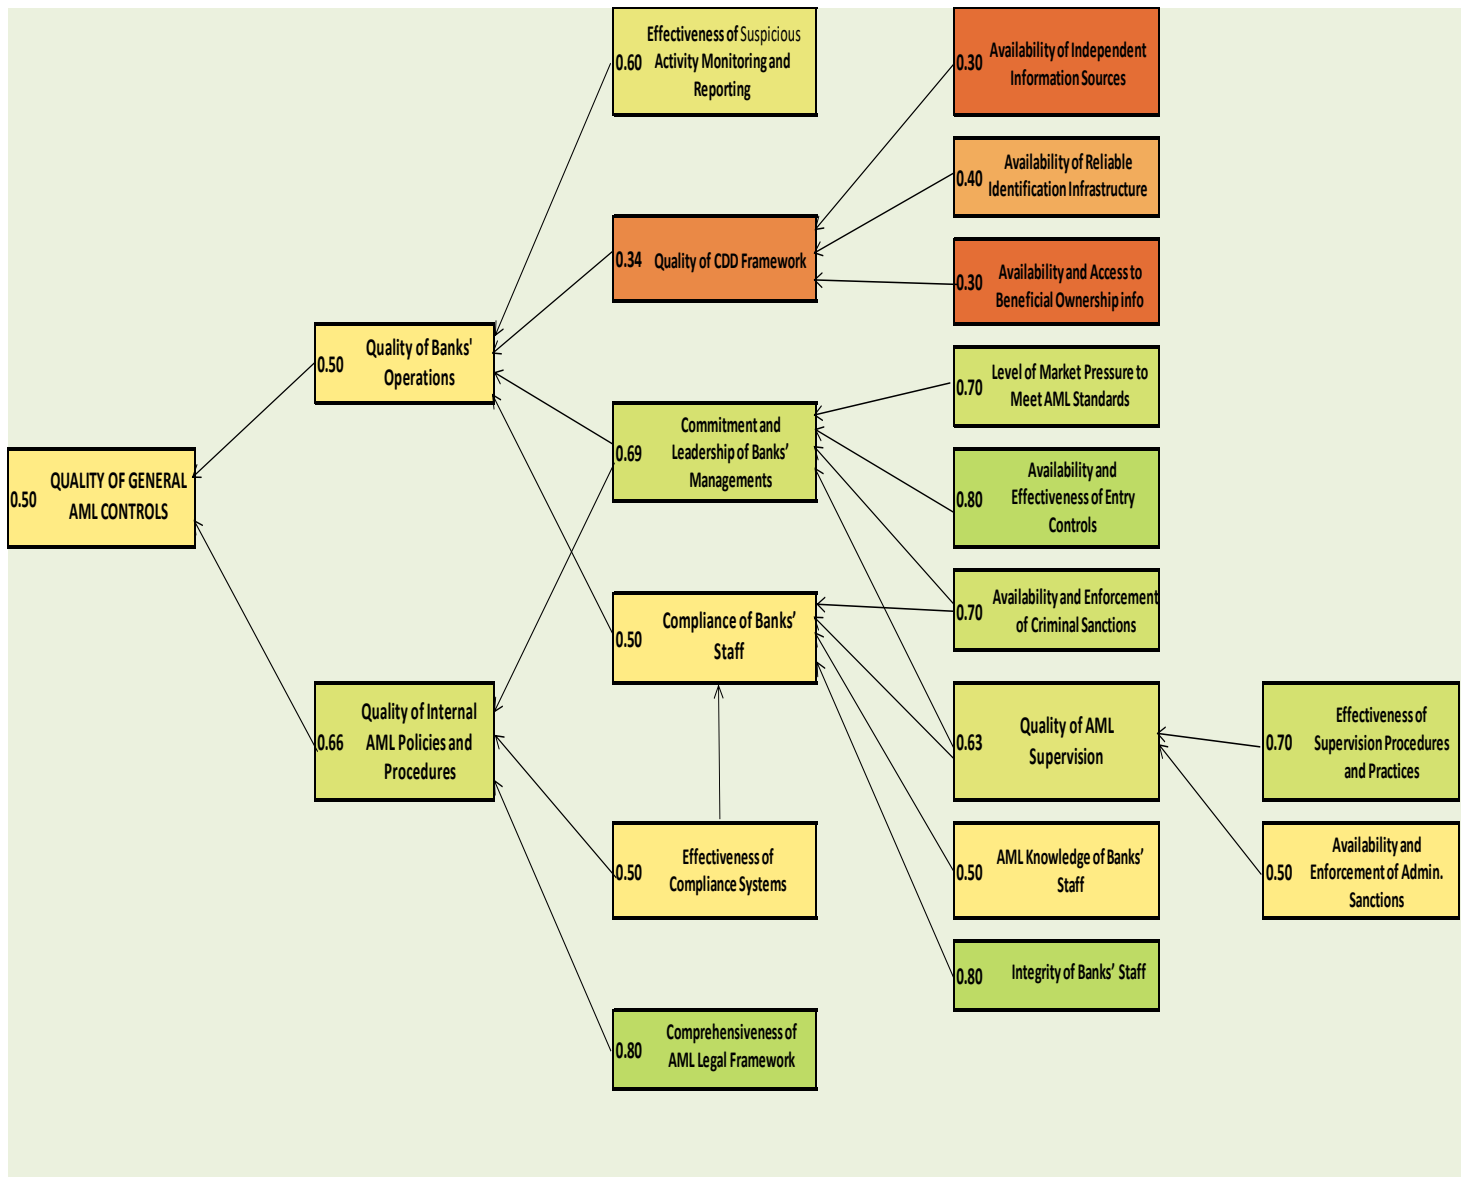 0.50
QUALITY OF GENERAL
AML CONTROLS
0.50
Quality of Banks'
Operations
0.66
Quality of Internal
AML Policies and
Procedures
0.60
Effectiveness of Suspicious
Activity Monitoring and
Reporting
0.34
Quality of CDD Framework
0.69
Commitment and
Leadership of Banks’
Managements
0.50
Compliance of Banks’
Staff
0.50
Effectiveness of
Compliance Systems
0.80
Comprehensiveness of
AML Legal Framework
0.30
Availability of Independent
Information Sources
0.40
Availability of Reliable
Identification Infrastructure
0.30
Availability and Access to
Beneficial Ownership info
0.70
Level of Market Pressure to
Meet AML Standards
0.80
Availability and
Effectiveness of Entry
Controls
0.70
Availability and Enforcement
of Criminal Sanctions
0.63
Quality of AML
Supervision
0.50
AML Knowledge of Banks’
Staff
0.80
Integrity of Banks’ Staff
0.70
Effectiveness of
Supervision Procedures
and Practices
0.50
Availability and
Enforcement of Admin.
Sanctions